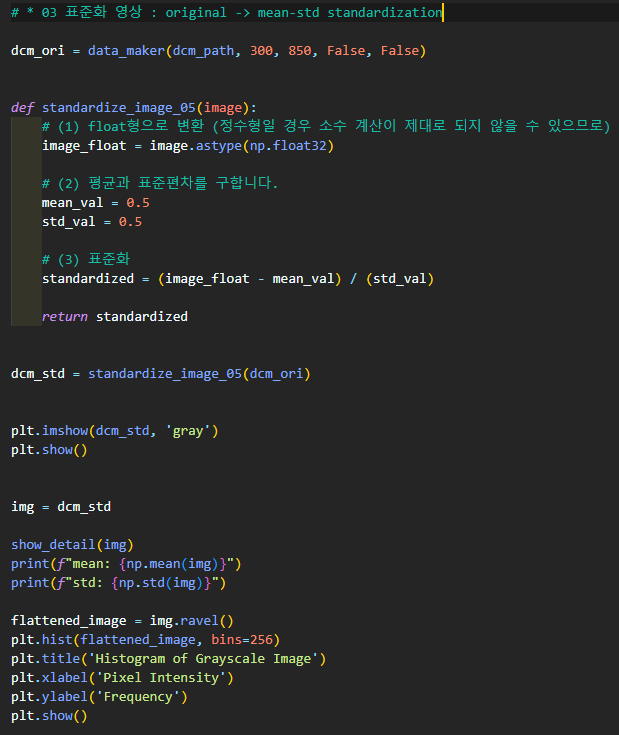 # * 03 표준화 영상 : original -> mean-std standardization
dcm_ori = data_maker(dcm_path, 300, 850, False, False)
def standardize_image_05(image):
# (1) float형으로 변환 (정수형일 경우 소수 계산이 제대로 되지 않을 수 있으므로)
image_float = image.astype(np.float32)
# (2) 평균과 표준편차를 구합니다.
mean_val = 0.5
std_val = 0.5
# (3) 표준화
standardized = (image_float - mean_val) / (std_val)
return standardized
dcm_std = standardize_image_05(dcm_ori)
plt.imshow(dcm_std, 'gray')
plt.show()
img = dcm_std
show_detail(img)
print(f"mean: {np.mean(img)}")
print(f"std: {np.std(img)}")
flattened_image = img.ravel()
plt.hist(flattened_image, bins=256)
plt.title('Histogram of Grayscale Image')
plt.xlabel('Pixel Intensity')
plt.ylabel('Frequency')
plt.show()